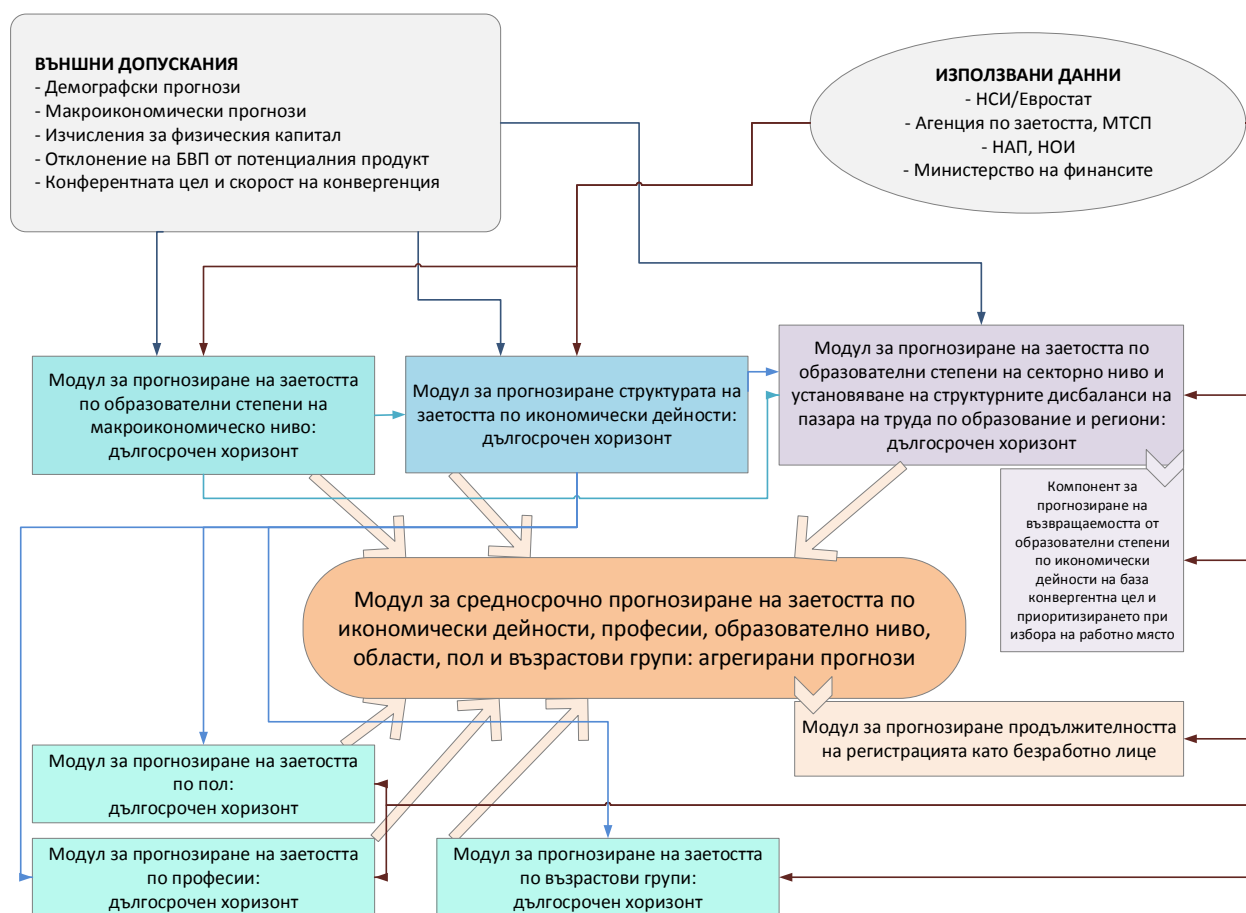 ВЪНШНИ ДОПУСКАНИЯ
- Демографски прогнози
- Макроикономически прогнози
- Изчисления за физическия капитал
- Отклонение на БВП от потенциалния продукт
- Конферентната цел и скорост на конвергенция
ИЗПОЛЗВАНИ ДАННИ
- НСИ/Евростат
- Агенция по заетостта, МТСП
- НАП, НОИ
- Министерство на финансите
Модул за прогнозиране на заетостта
по образователни степени на
макроикономическо ниво:
дългосрочен хоризонт
Модул за прогнозиране структурата на
заетостта по икономически дейности:
дългосрочен хоризонт
Модул за прогнозиране на заетостта по
образователни степени на секторно ниво и
установяване на структурните дисбаланси на
пазара на труда по образование и региони:
дългосрочен хоризонт
Компонент за
прогнозиране на
възвращаемостта от
образователни степени
по икономически
дейности на база
конвергентна цел и
приоритизирането при
избора на работно място
Модул за средносрочно прогнозиране на заетостта по
икономически дейности, професии, образователно ниво,
области, пол и възрастови групи: агрегирани прогнози
Модул за прогнозиране продължителността
на регистрацията като безработно лице
Модул за прогнозиране на заетостта
по пол:
дългосрочен хоризонт
Модул за прогнозиране на заетостта
по професии:
дългосрочен хоризонт
Модул за прогнозиране на заетостта
по възрастови групи:
дългосрочен хоризонт